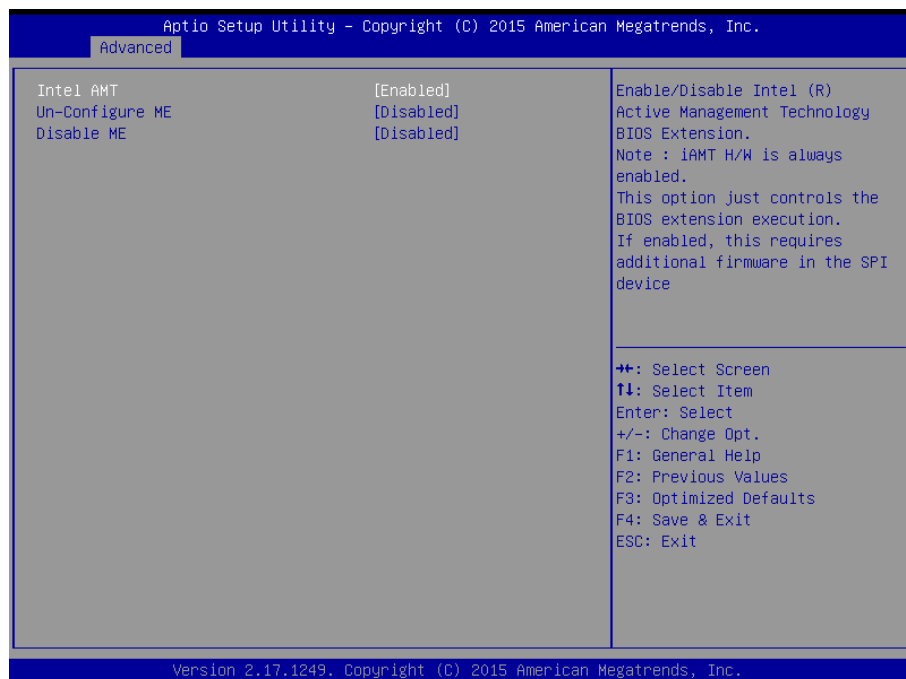 Aptio Setup Utility – Copyright (C) 2015 American Megatrends, Inc.
Advanced
Intel AMT [Enabled]
Un-Configure ME [Disabled]
Disable ME [Disabled]
Enable/Disable Intel (R)
Active Management Technology
BIOS Extension.
Note : iAMT H/W is always
enabled.
This option just controls the
BIOS extension execution.
If enabled, this requires
additional firmware in the SPI
device
→←: Select Screen
↑↓: Select Item
Enter: Select
+/-: Change Opt.
F1: General Help
F2: Previous Values
F3: Optimized Defaults
F4: Save & Exit
ESC: Exit
Version 2.17.1249. Copyright (C) 2015 American Megatrends, Inc.